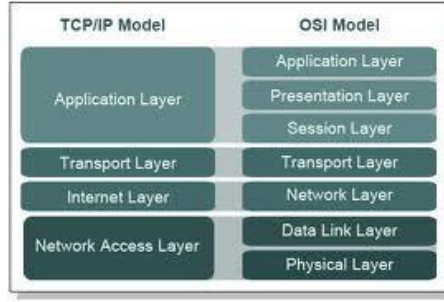 TCP/IP Model
OSI Model
Application Layer
Transport Layer
Internet Layer
Network Access Layer
Application Layer
Presentation Layer
Session Layer
Transport Layer
Network Layer
Data Link Layer
Physical Layer